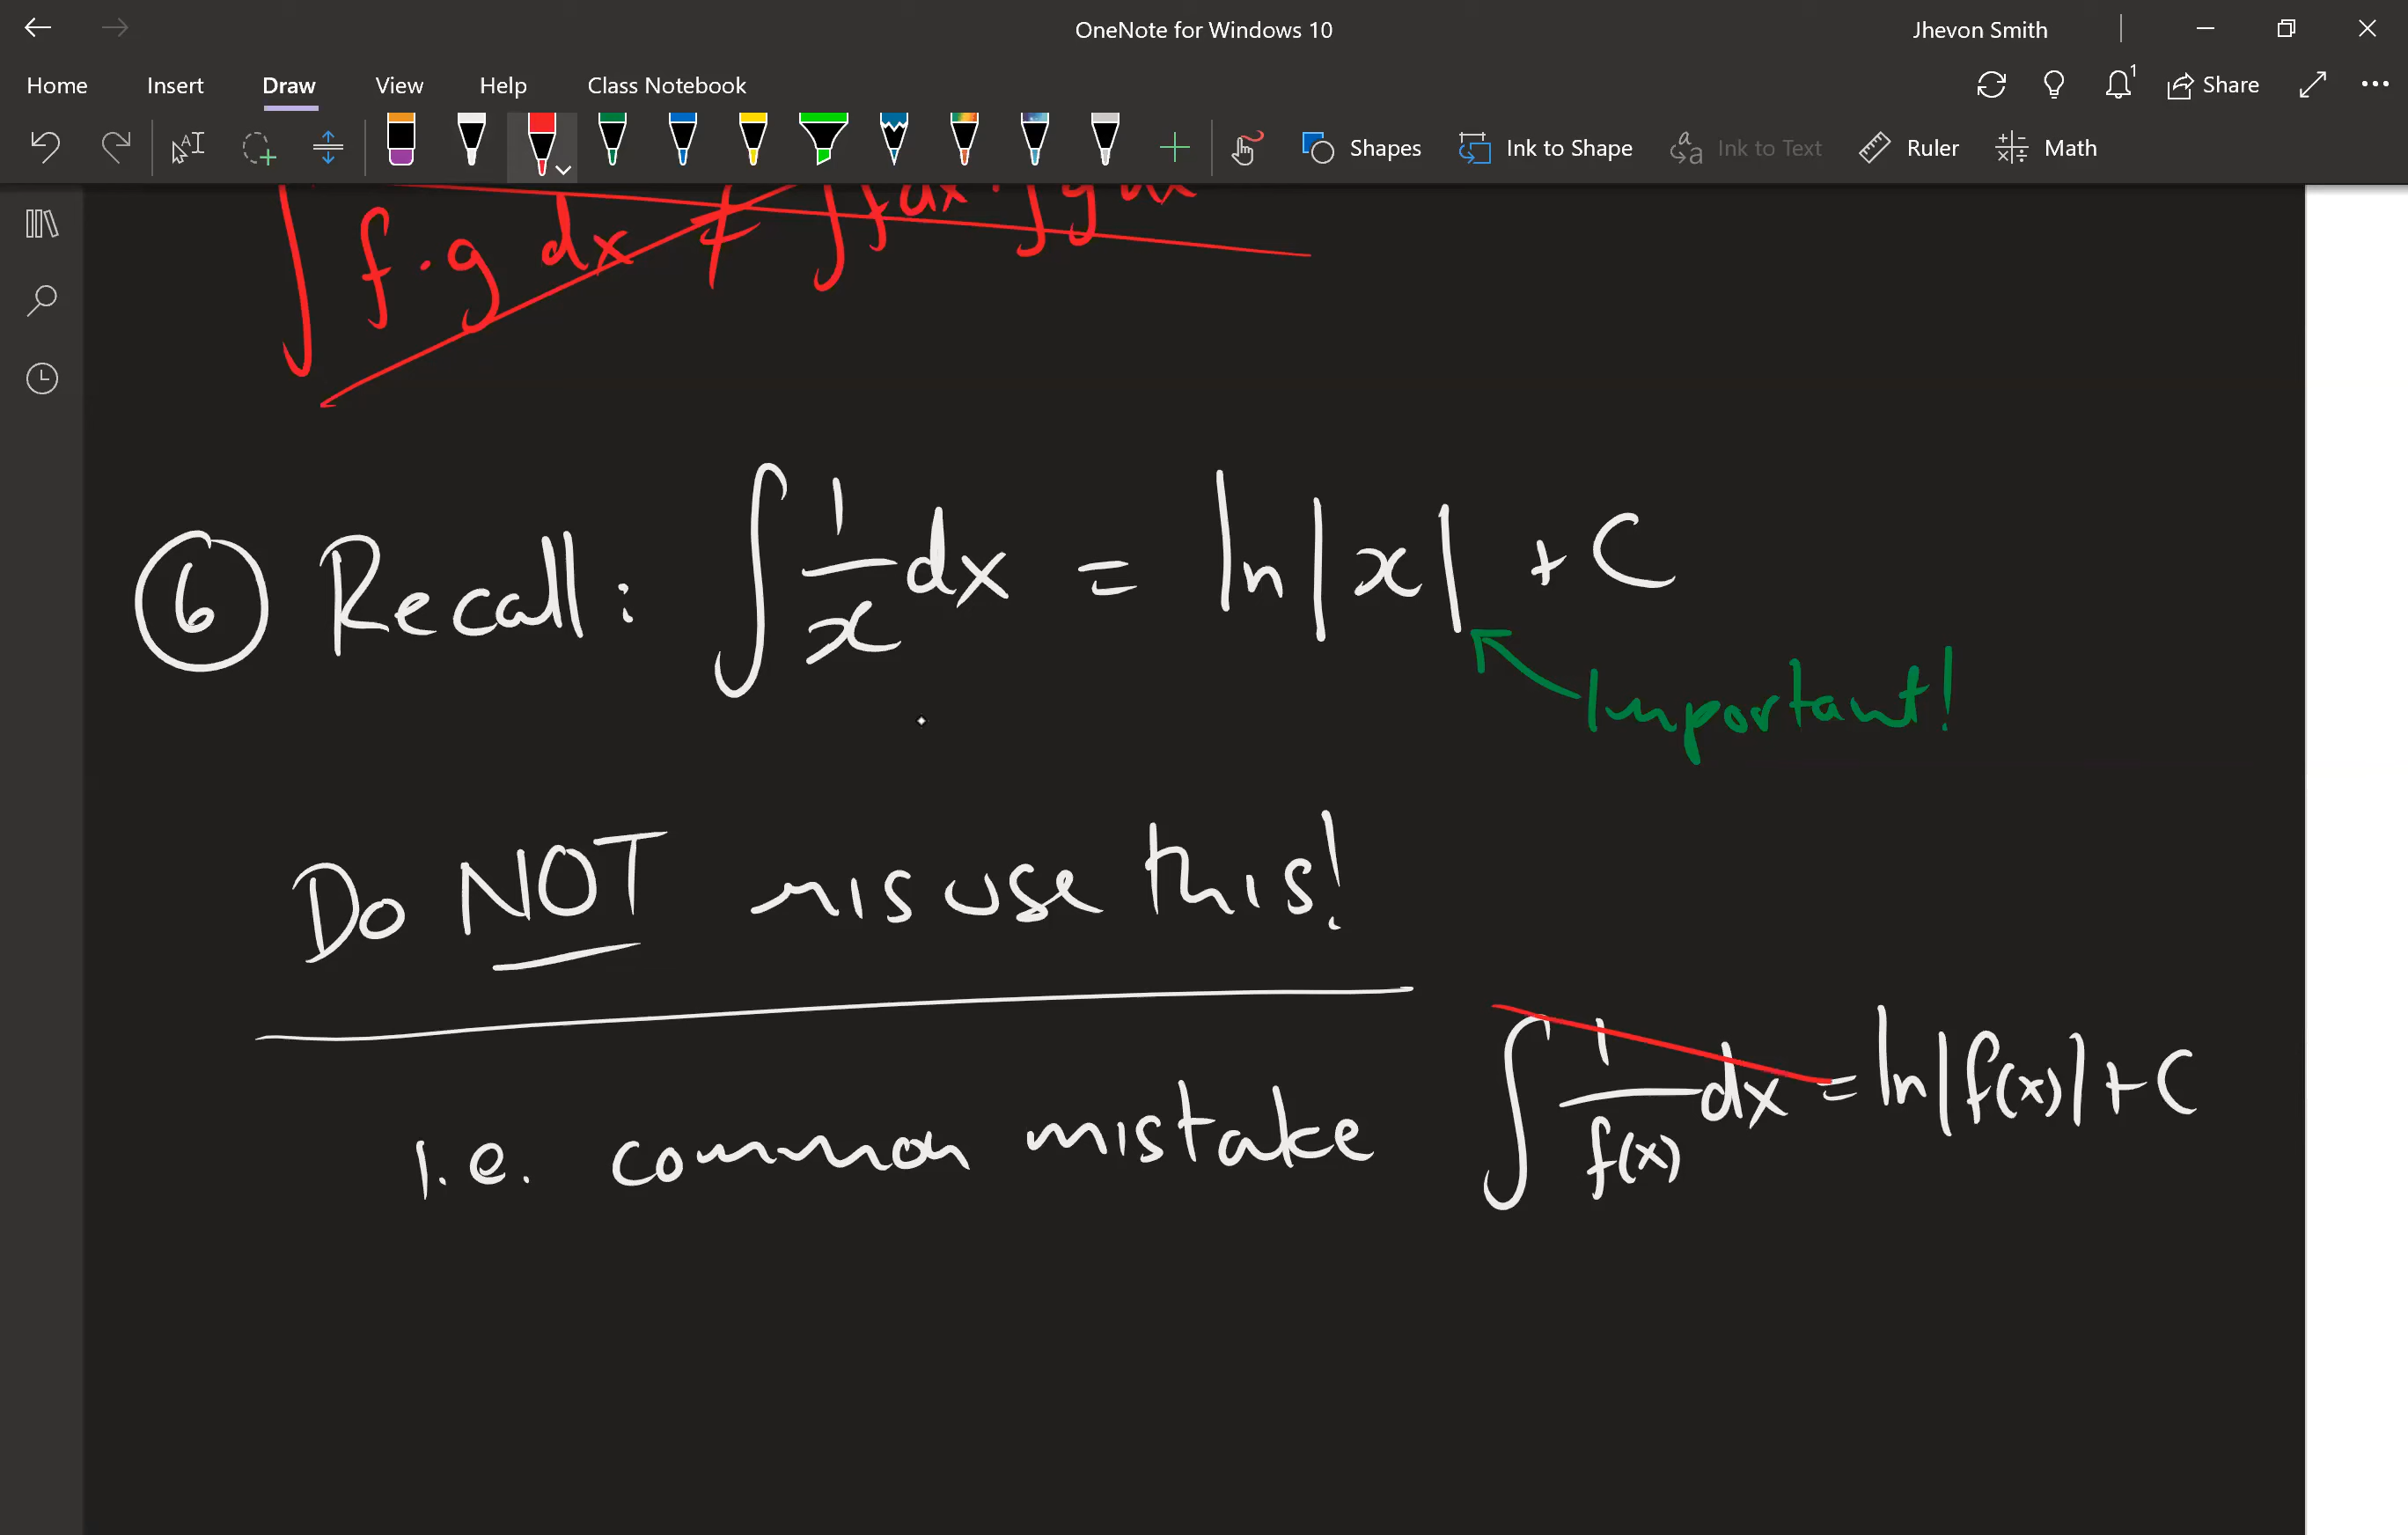 OneNote for Windows 10
Jhevon Smith
Home Insert Draw View Help Class Notebook
1 Share
Shapes Ink to Shape Ink to Text Ruler Math
∫ f·g dx ≠ ∫ f dx · ∫ g dx
⑥ Recall: ∫ 1/x dx = ln|x| + C
Important!
Do NOT misuse this!
i.e. common mistake ∫ 1/f(x) dx = ln|f(x)| + C